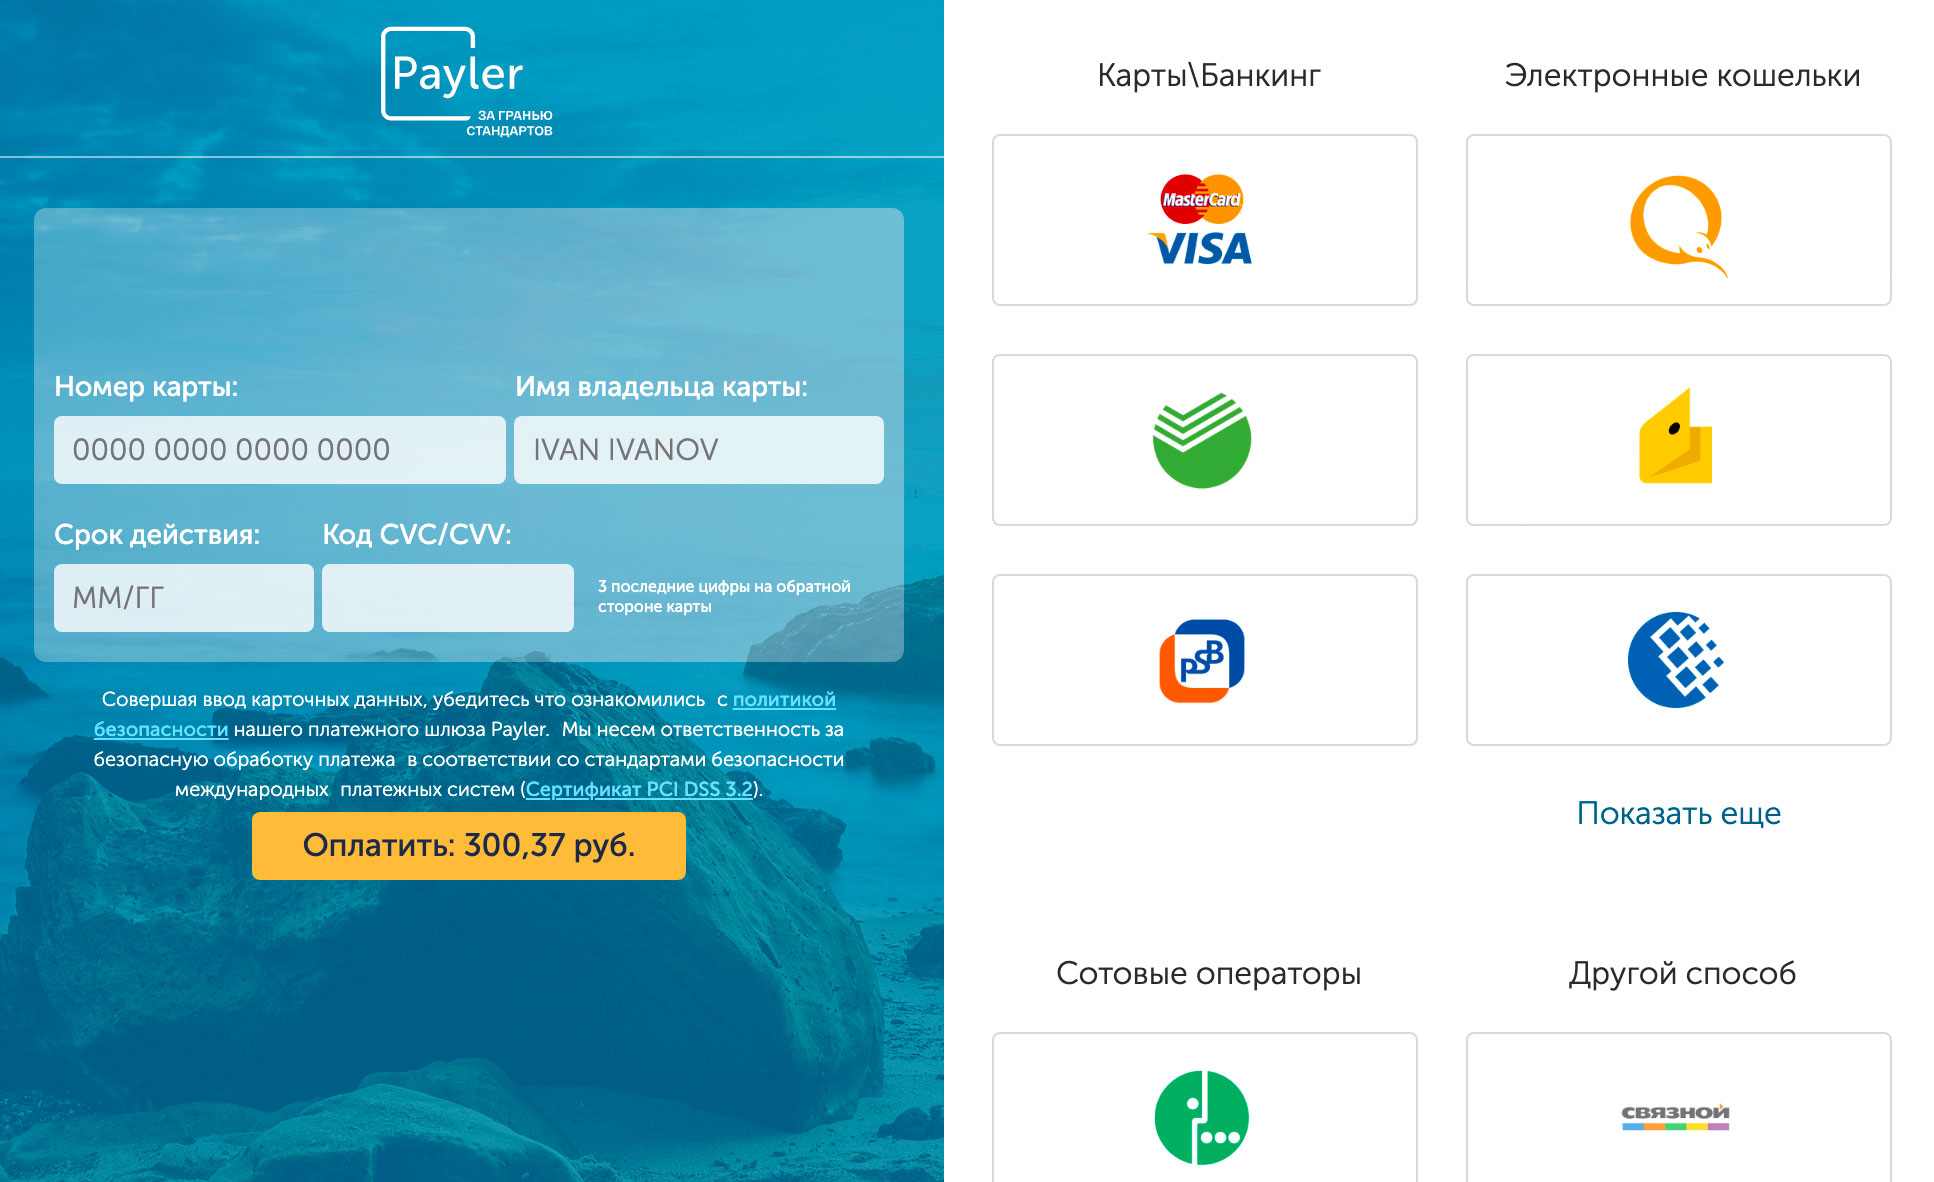 Payler
ЗА ГРАНЬЮ
СТАНДАРТОВ
Номер карты:
Имя владельца карты:
0000 0000 0000 0000
IVAN IVANOV
Срок действия:
Код CVC/CVV:
ММ/ГГ
3 последние цифры на обратной
стороне карты
Совершая ввод карточных данных, убедитесь что ознакомились с политикой
безопасности нашего платежного шлюза Payler. Мы несем ответственность за
безопасную обработку платежа в соответствии со стандартами безопасности
международных платежных систем (Сертификат PCI DSS 3.2).
Оплатить: 300,37 руб.
Карты\Банкинг
Электронные кошельки
MasterCard
VISA
PSB
Показать еще
Сотовые операторы
Другой способ
СВЯЗНОЙ